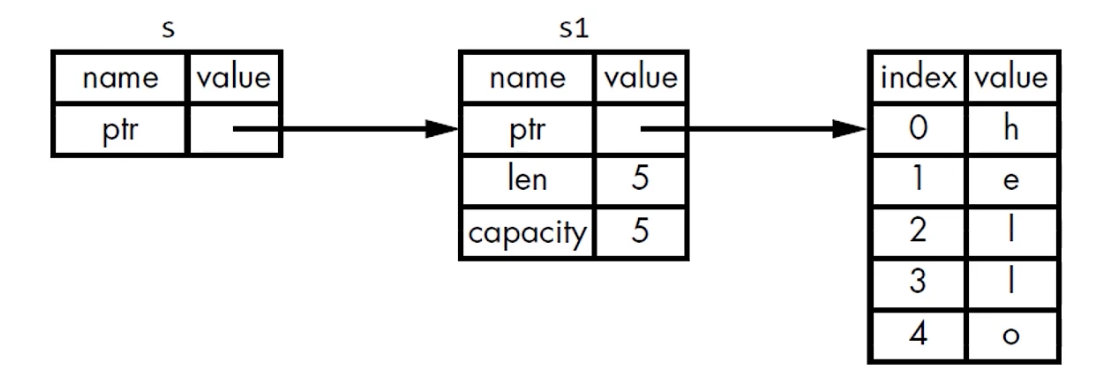 s
name value
ptr
s1
name value
ptr
len 5
capacity 5
index value
0 h
1 e
2 l
3 l
4 o